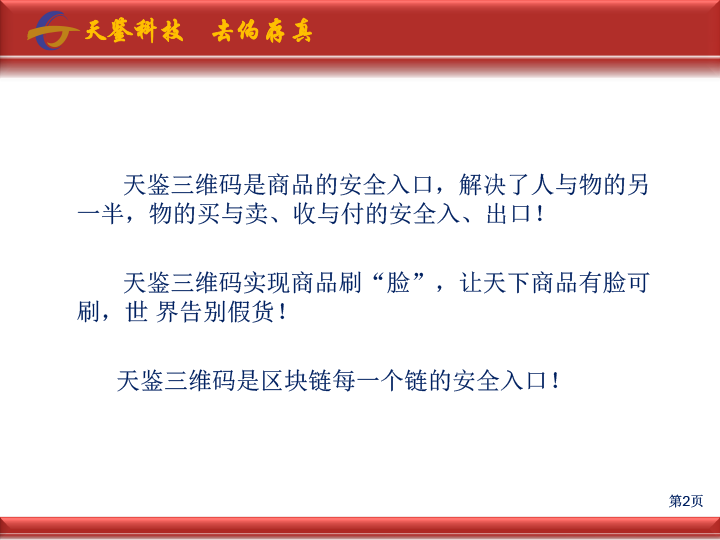 天鉴科技 去伪存真
天鉴三维码是商品的安全入口，解决了人与物的另
一半，物的买与卖、收与付的安全入、出口！
天鉴三维码实现商品刷“脸”，让天下商品有脸可
刷，世 界告别假货！
天鉴三维码是区块链每一个链的安全入口！
第2页